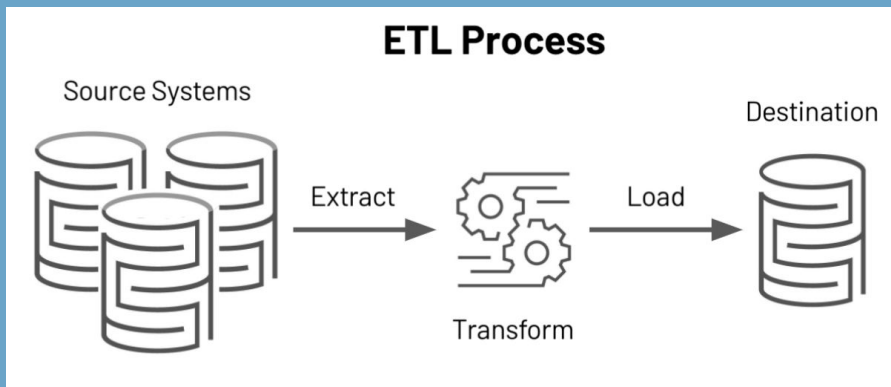 ETL Process
Source Systems
Destination
Extract
Load
Transform